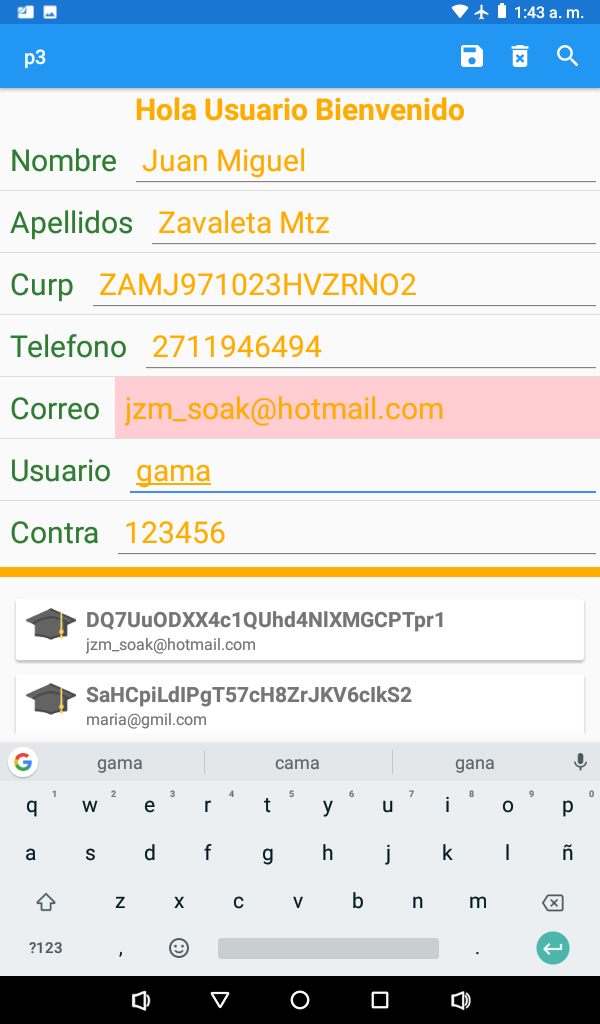 1:43 a. m.
p3
Hola Usuario Bienvenido
Nombre Juan Miguel
Apellidos Zavaleta Mtz
Curp ZAMJ971023HVZRNO2
Telefono 2711946494
Correo jzm_soak@hotmail.com
Usuario gama
Contra 123456
DQ7UuODXX4c1QUhd4NlXMGCPTpr1
jzm_soak@hotmail.com
SaHCpiLdIPgT57cH8ZrJKV6cIkS2
maria@gmil.com
G gama cama gana
q 1 w 2 e 3 r 4 t 5 y 6 u 7 i 8 o 9 p 0
a s d f g h j k l ñ
z x c v b n m
?123 , .